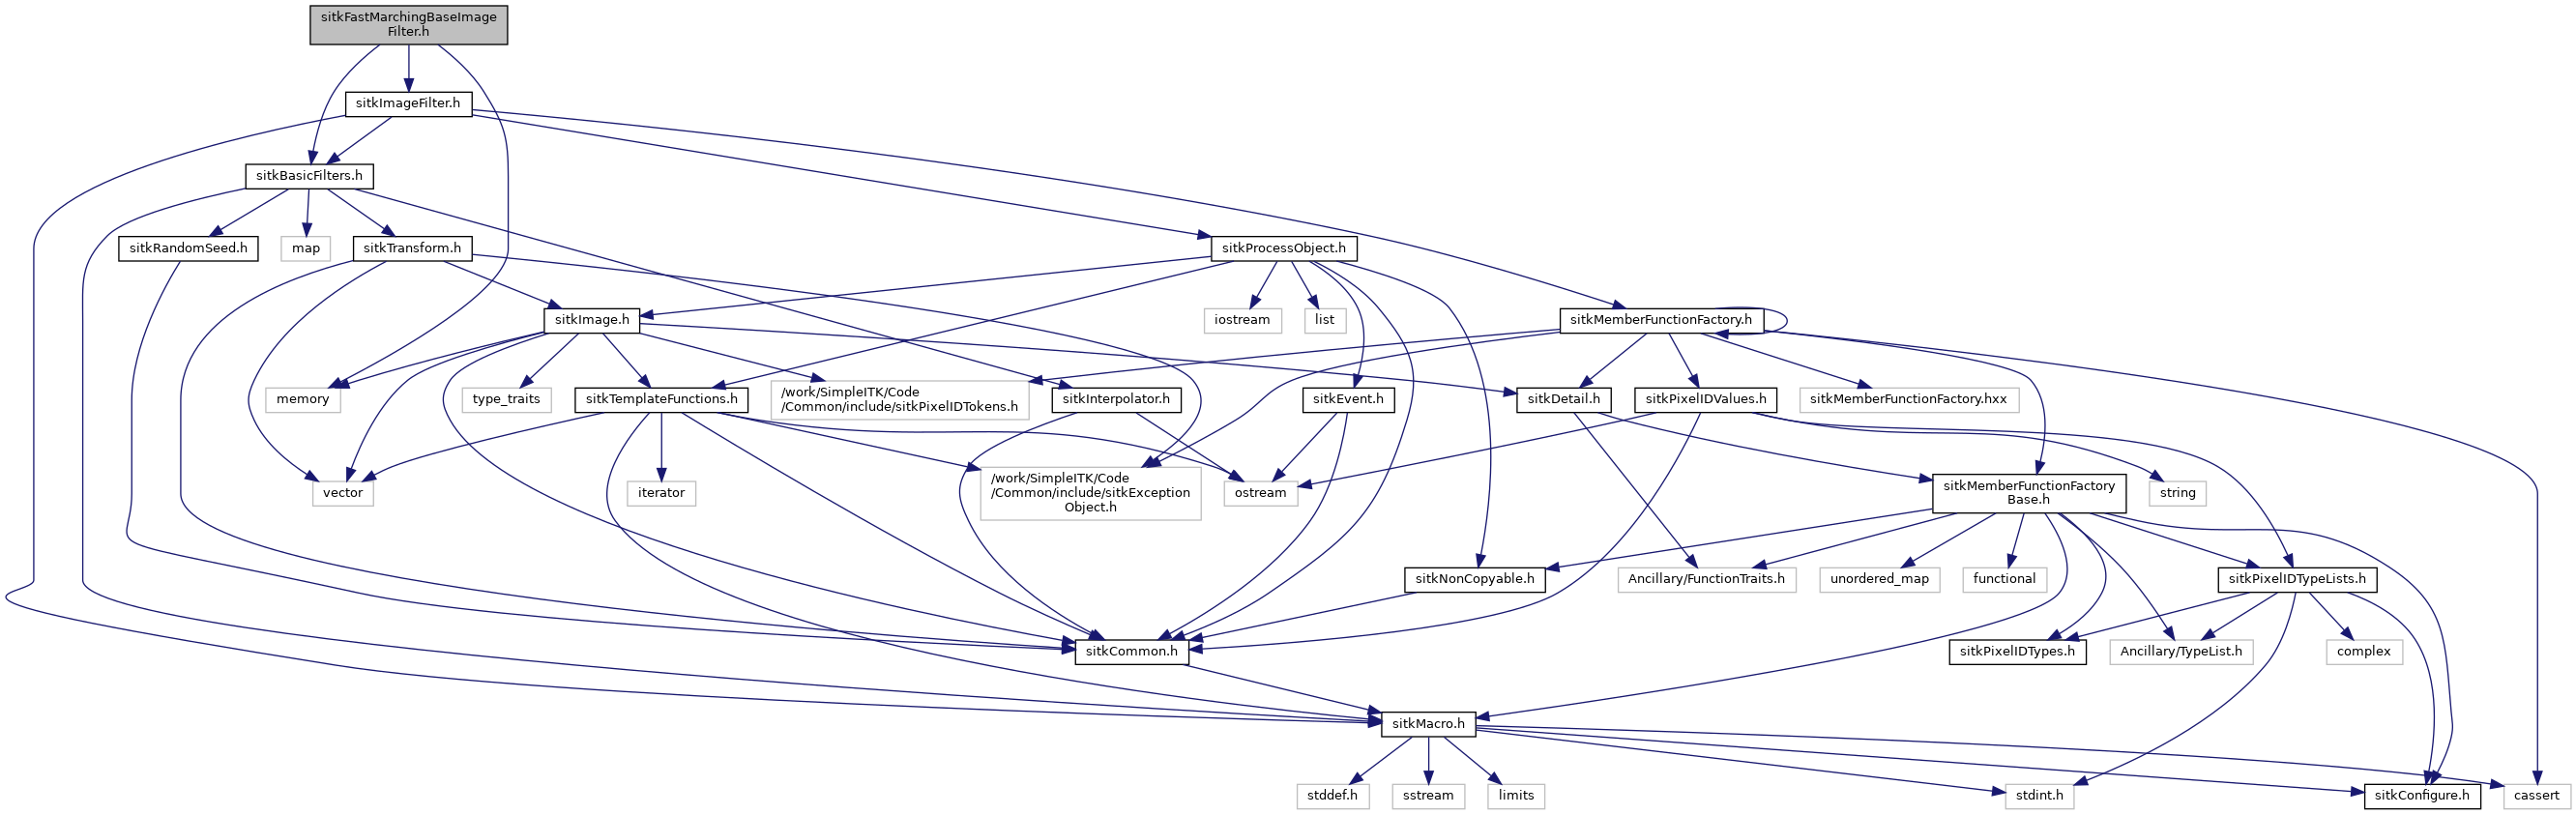 sitkFastMarchingBaseImage
Filter.h
sitkImageFilter.h
sitkBasicFilters.h
sitkRandomSeed.h
map
sitkTransform.h
sitkProcessObject.h
sitkImage.h
iostream
list
sitkMemberFunctionFactory.h
memory
type_traits
sitkTemplateFunctions.h
/work/SimpleITK/Code
/Common/include/sitkPixelIDTokens.h
sitkInterpolator.h
sitkEvent.h
sitkDetail.h
sitkPixelIDValues.h
sitkMemberFunctionFactory.hxx
vector
iterator
/work/SimpleITK/Code
/Common/include/sitkException
Object.h
ostream
sitkMemberFunctionFactory
Base.h
string
sitkNonCopyable.h
Ancillary/FunctionTraits.h
unordered_map
functional
sitkPixelIDTypeLists.h
sitkCommon.h
sitkPixelIDTypes.h
Ancillary/TypeList.h
complex
sitkMacro.h
stddef.h
sstream
limits
stdint.h
sitkConfigure.h
cassert